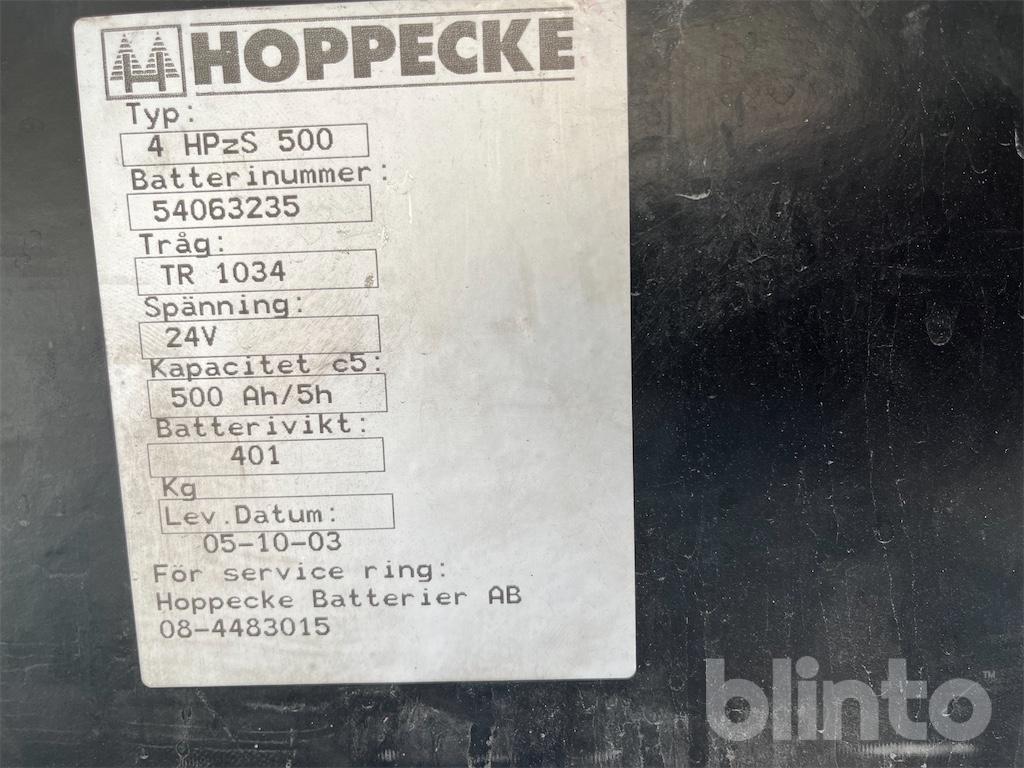 HOPPECKE
Typ:
4 HPzS 500
Batterinummer:
54063235
Tråg:
TR 1034
Spänning:
24V
Kapacitet c5:
500 Ah/5h
Batterivikt:
401
Kg
Lev.Datum:
05-10-03
För service ring:
Hoppecke Batterier AB
08-4483015
blinto™